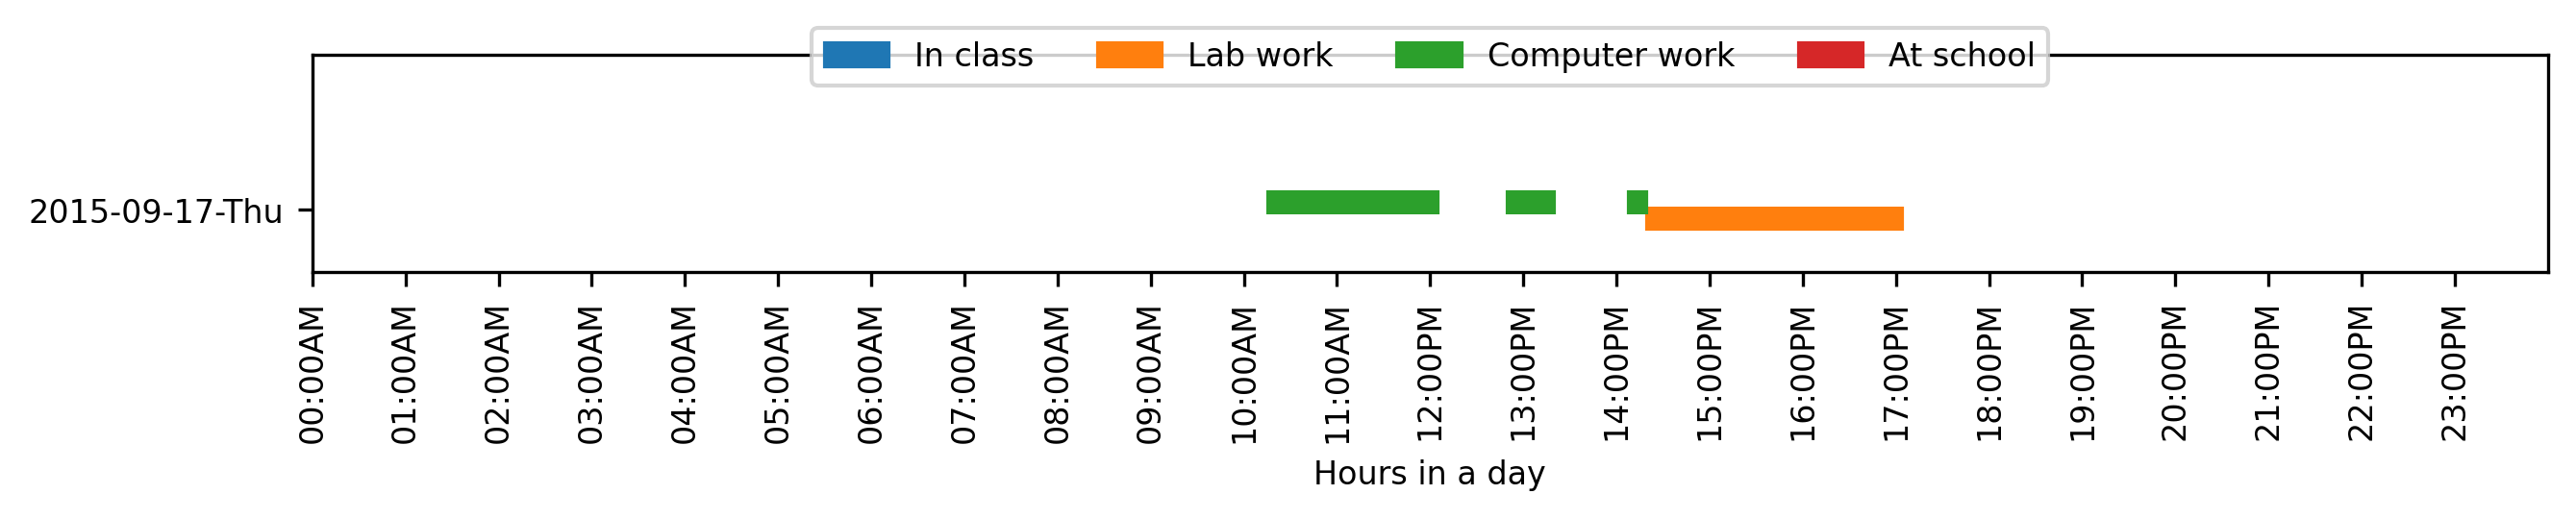 In class Lab work Computer work At school
2015-09-17-Thu
00:00AM 01:00AM 02:00AM 03:00AM 04:00AM 05:00AM 06:00AM 07:00AM 08:00AM 09:00AM 10:00AM 11:00AM 12:00PM 13:00PM 14:00PM 15:00PM 16:00PM 17:00PM 18:00PM 19:00PM 20:00PM 21:00PM 22:00PM 23:00PM
Hours in a day